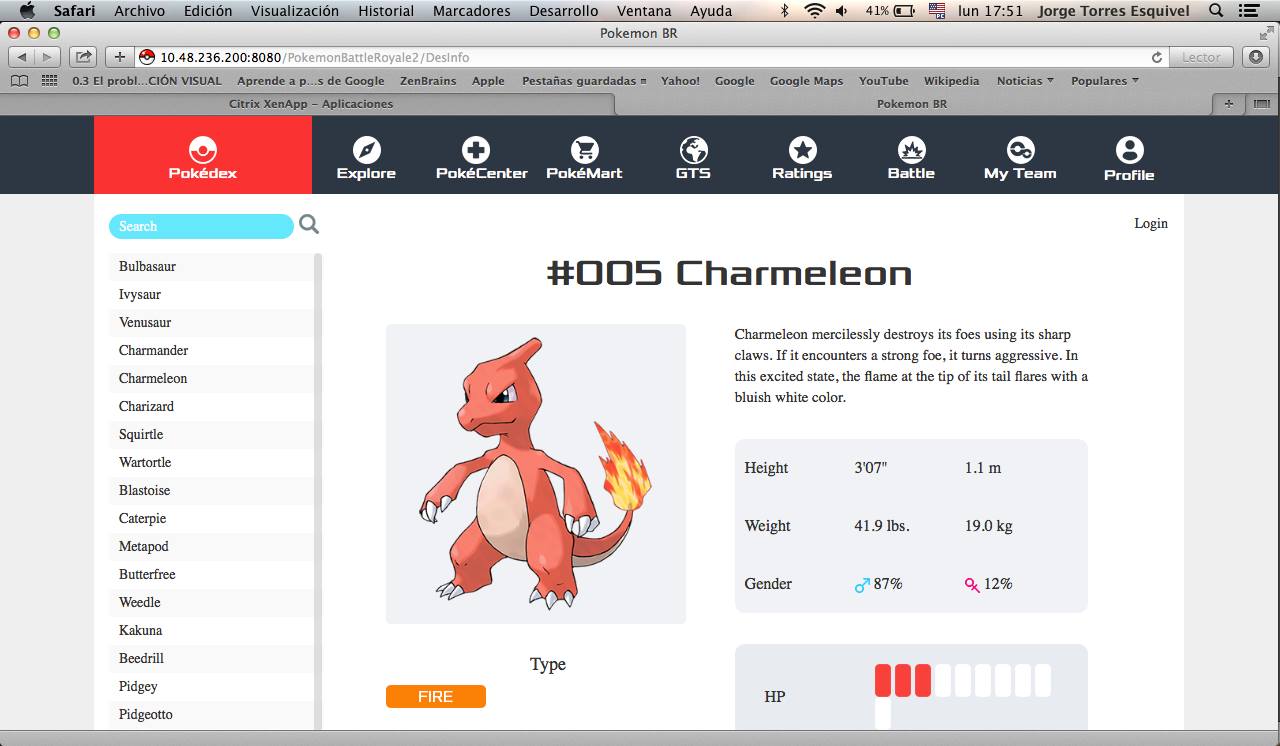 Safari Archivo Edición Visualización Historial Marcadores Desarrollo Ventana Ayuda 41% lun 17:51 Jorge Torres Esquivel
Pokemon BR
10.48.236.200:8080/PokemonBattleRoyale2/DesInfo Lector
0.3 El probl...CIÓN VISUAL Aprende a p...s de Google ZenBrains Apple Pestañas guardadas Yahoo! Google Google Maps YouTube Wikipedia Noticias Populares
Citrix XenApp - Aplicaciones Pokemon BR
Pokédex Explore PokéCenter PokéMart GTS Ratings Battle My Team Profile
Search
Login
Bulbasaur
Ivysaur
Venusaur
Charmander
Charmeleon
Charizard
Squirtle
Wartortle
Blastoise
Caterpie
Metapod
Butterfree
Weedle
Kakuna
Beedrill
Pidgey
Pidgeotto
#005 Charmeleon
Charmeleon mercilessly destroys its foes using its sharp
claws. If it encounters a strong foe, it turns aggressive. In
this excited state, the flame at the tip of its tail flares with a
bluish white color.
Height 3'07" 1.1 m
Weight 41.9 lbs. 19.0 kg
Gender ♂ 87% ♀ 12%
Type
FIRE
HP